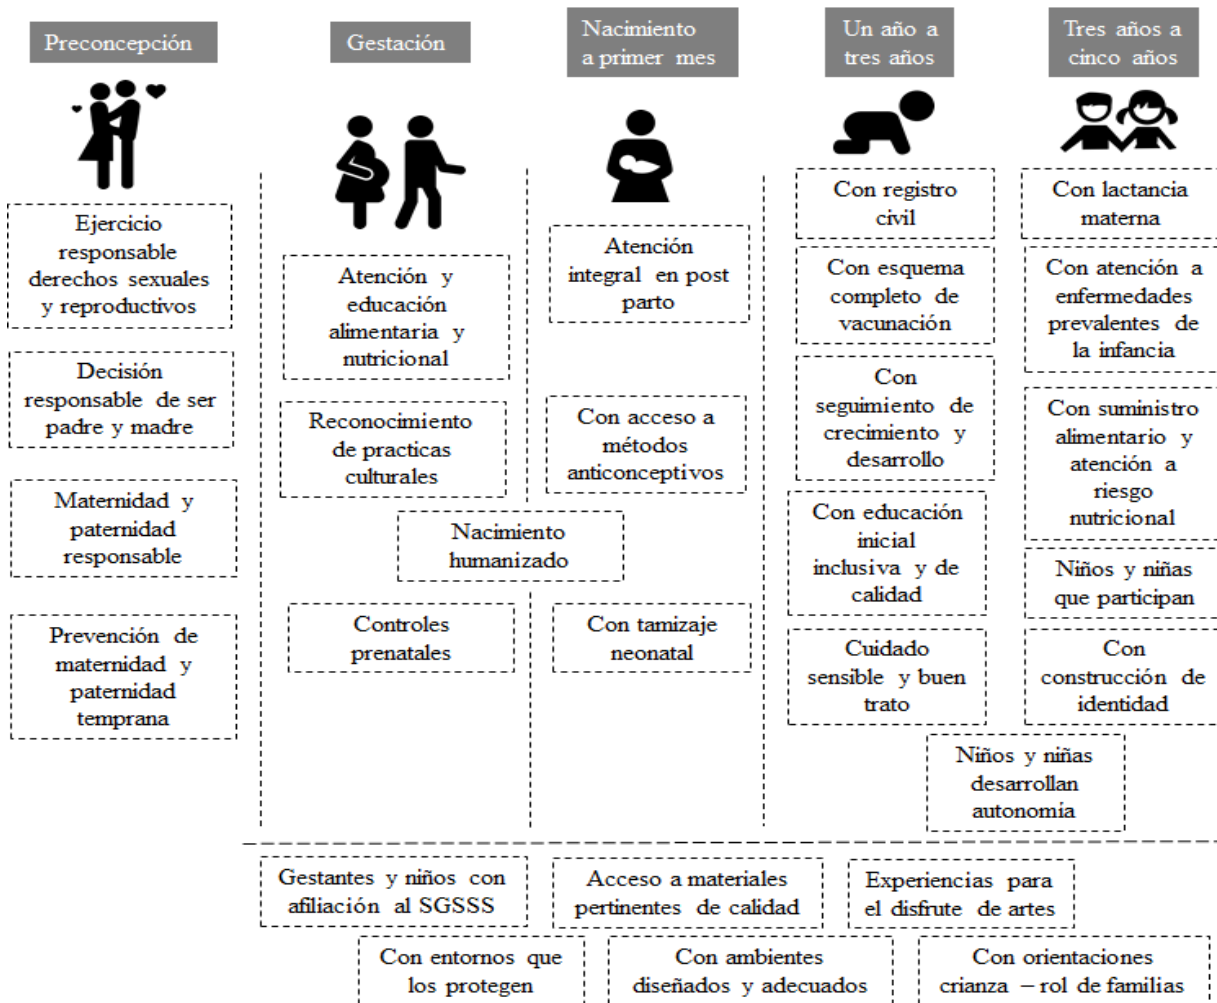 Preconcepción
Gestación
Nacimiento
a primer mes
Un año a
tres años
Tres años a
cinco años
Ejercicio
responsable
derechos sexuales
y reproductivos
Decisión
responsable de ser
padre y madre
Maternidad y
paternidad
responsable
Prevención de
maternidad y
paternidad
temprana
Atención y
educación
alimentaria y
nutricional
Reconocimiento
de practicas
culturales
Nacimiento
humanizado
Controles
prenatales
Atención
integral en post
parto
Con acceso a
métodos
anticonceptivos
Con tamizaje
neonatal
Con registro
civil
Con esquema
completo de
vacunación
Con
seguimiento de
crecimiento y
desarrollo
Con educación
inicial
inclusiva y de
calidad
Cuidado
sensible y buen
trato
Con lactancia
materna
Con atención a
enfermedades
prevalentes de
la infancia
Con suministro
alimentario y
atención a
riesgo
nutricional
Niños y niñas
que participan
Con
construcción de
identidad
Niños y niñas
desarrollan
autonomía
Gestantes y niños con
afiliación al SGSSS
Acceso a materiales
pertinentes de calidad
Experiencias para
el disfrute de artes
Con entornos que
los protegen
Con ambientes
diseñados y adecuados
Con orientaciones
crianza – rol de familias